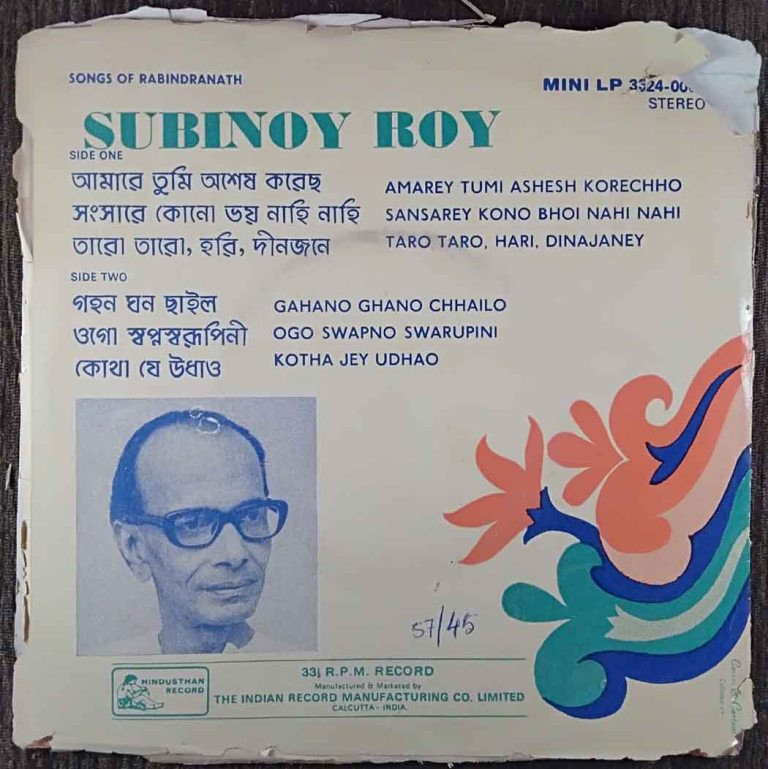 SONGS OF RABINDRANATH
MINI LP 3324-00
STEREO
SUBINOY ROY
SIDE ONE
আমারে তুমি অশেষ করেছ AMAREY TUMI ASHESH KORECHHO
সংসারে কোনো ভয় নাহি নাহি SANSAREY KONO BHOI NAHI NAHI
তারো তারো, হরি, দীনজনে TARO TARO, HARI, DINAJANEY
SIDE TWO
গহন ঘন ছাইল GAHANO GHANO CHHAILO
ওগো স্বপ্নস্বরূপিনী OGO SWAPNO SWARUPINI
কোথা যে উধাও KOTHA JEY UDHAO
57/45
HINDUSTHAN
RECORD
33⅓ R.P.M. RECORD
Manufactured & Marketed by
THE INDIAN RECORD MANUFACTURING CO. LIMITED
CALCUTTA - INDIA.